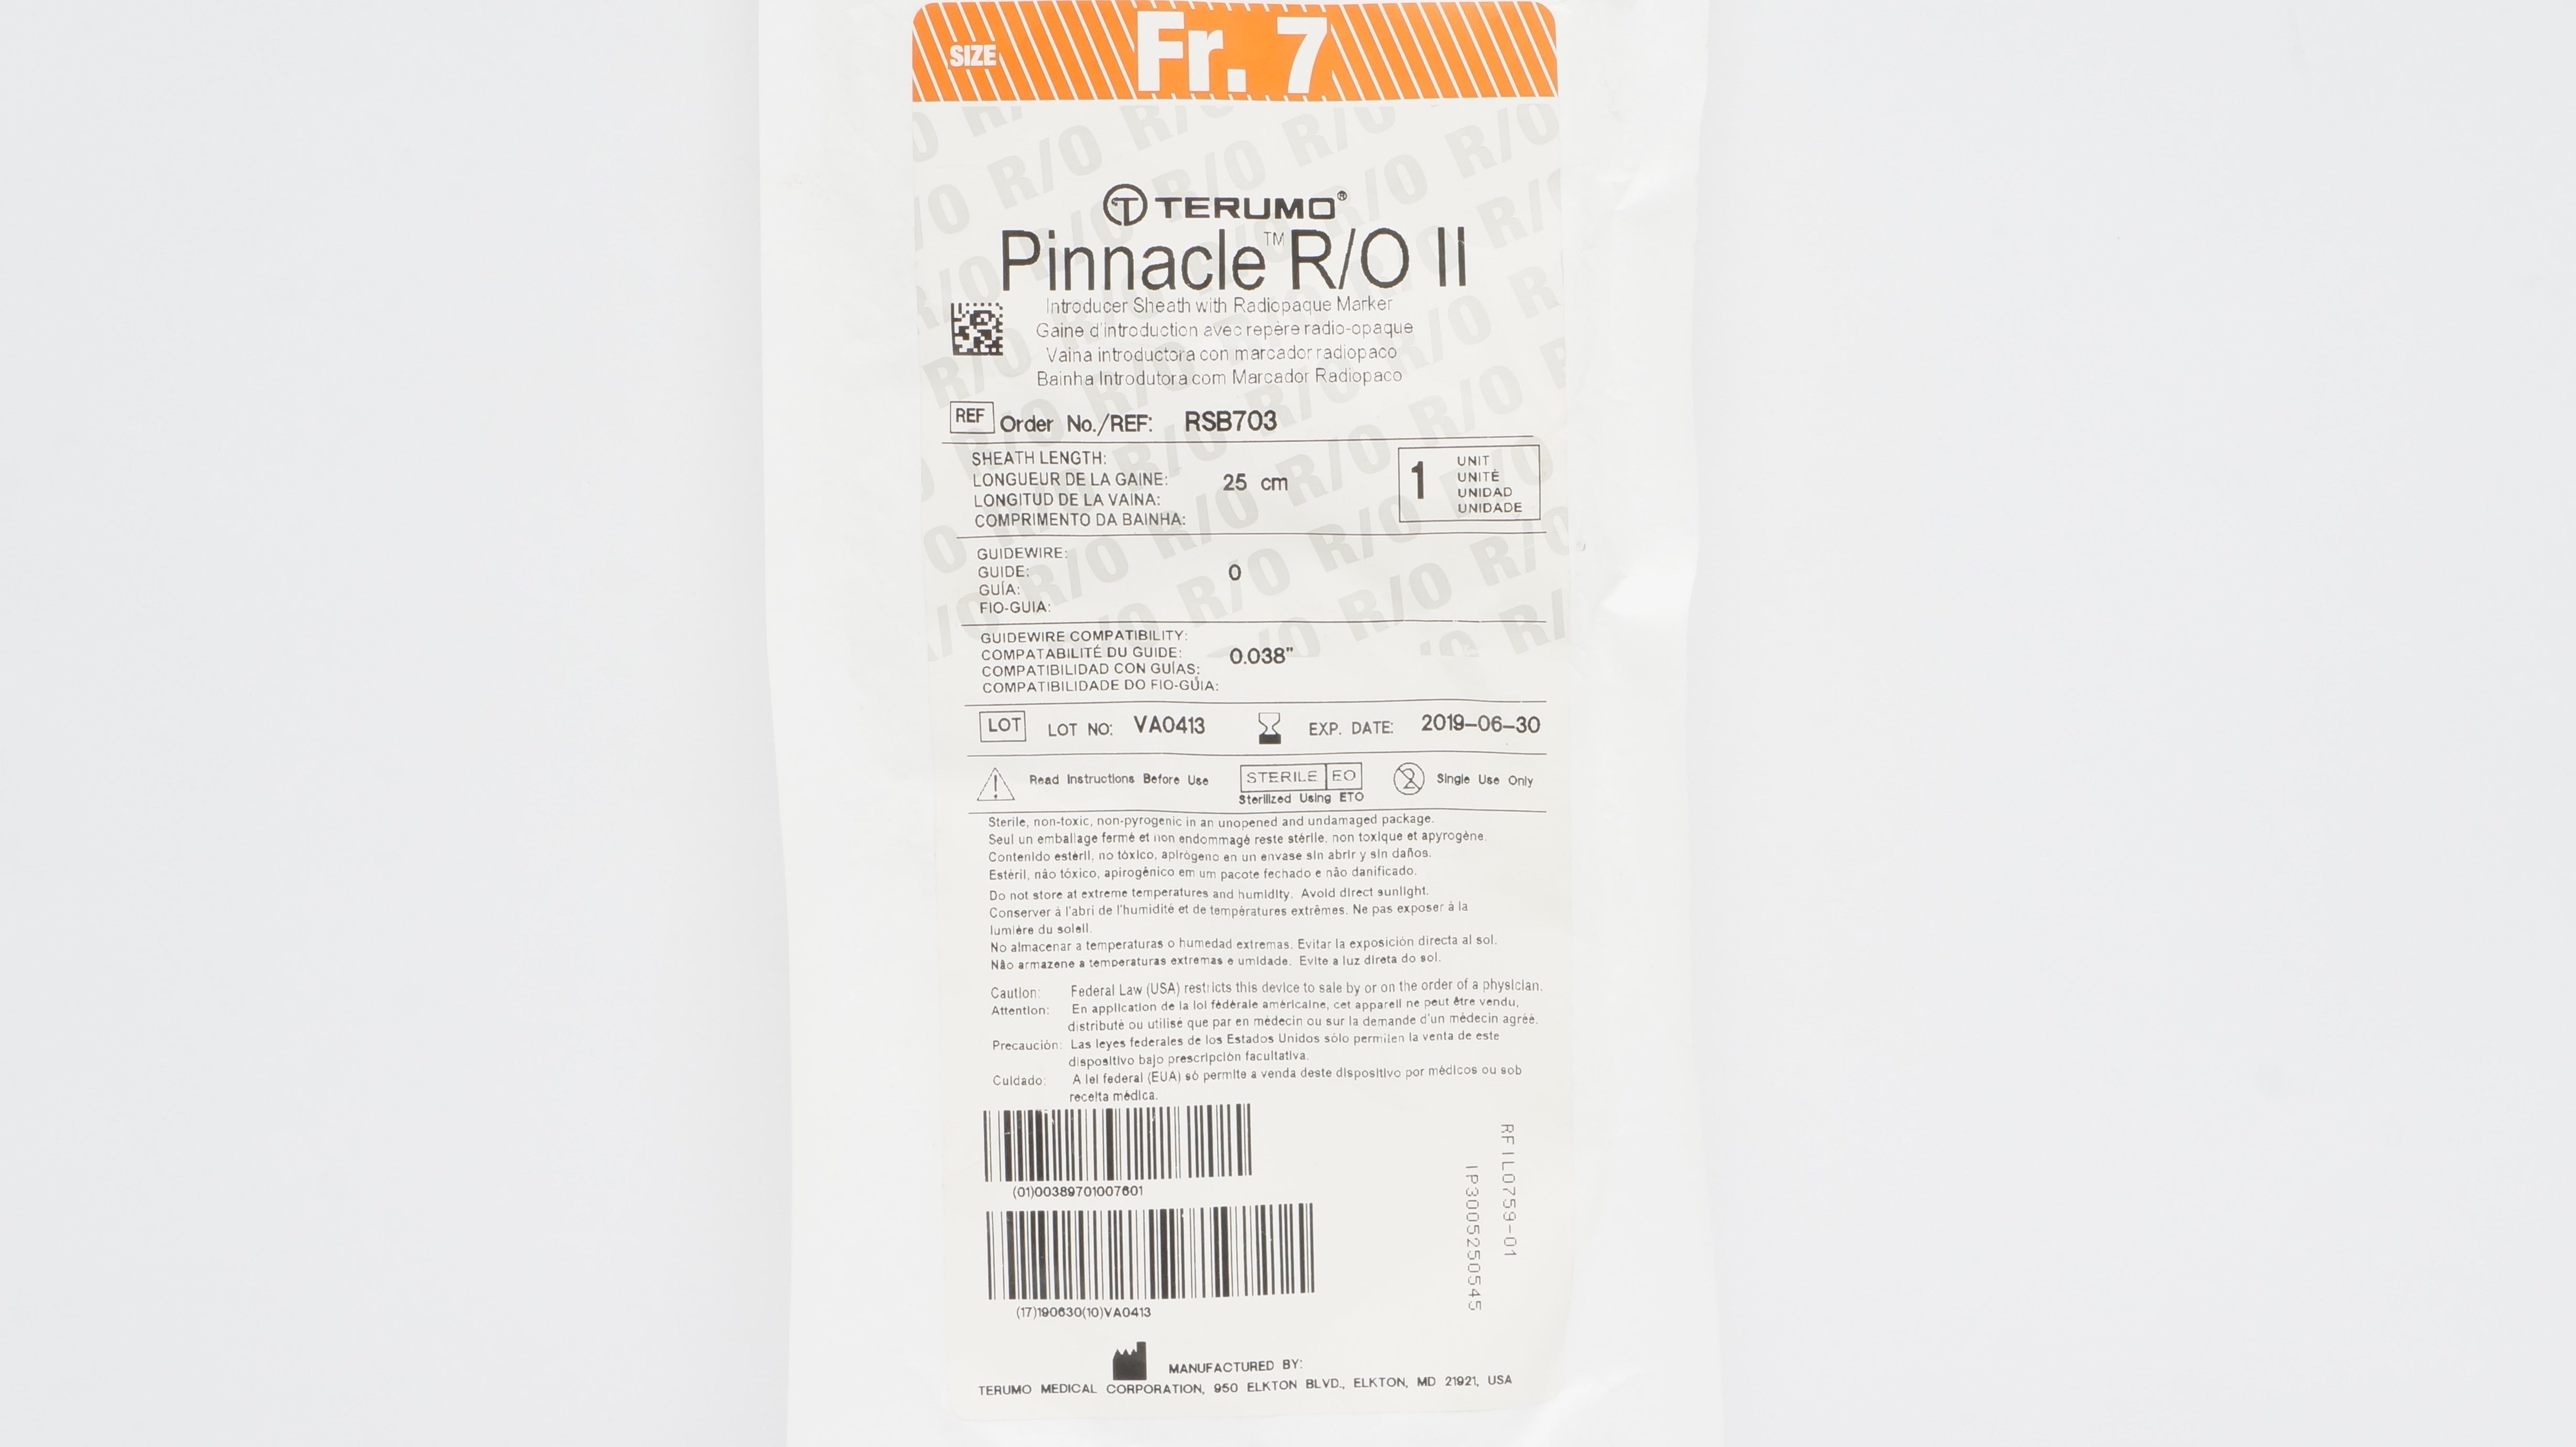 SIZE Fr. 7
TERUMO®
Pinnacle™ R/O II
Introducer Sheath with Radiopaque Marker
Gaine d'introduction avec repère radio-opaque
Vaina introductora con marcador radiopaco
Bainha Introdutora com Marcador Radiopaco
REF Order No./REF: RSB703
SHEATH LENGTH:
LONGUEUR DE LA GAINE: 25 cm
LONGITUD DE LA VAINA:
COMPRIMENTO DA BAINHA:
1 UNIT
UNITÉ
UNIDAD
UNIDADE
GUIDEWIRE:
GUIDE: 0
GUÍA:
FIO-GUIA:
GUIDEWIRE COMPATIBILITY:
COMPATABILITÉ DU GUIDE: 0.038"
COMPATIBILIDAD CON GUÍAS:
COMPATIBILIDADE DO FIO-GUIA:
LOT LOT NO: VA0413 EXP. DATE: 2019-06-30
Read Instructions Before Use STERILE EO Single Use Only
Sterilized Using ETO
Sterile, non-toxic, non-pyrogenic in an unopened and undamaged package.
Seul un emballage fermé et non endommagé reste stérile, non toxique et apyrogène.
Contenido estéril, no tóxico, apirógeno en un envase sin abrir y sin daños.
Estéril, não tóxico, apirogênico em um pacote fechado e não danificado.
Do not store at extreme temperatures and humidity. Avoid direct sunlight.
Conserver à l'abri de l'humidité et de températures extrêmes. Ne pas exposer à la
lumière du soleil.
No almacenar a temperaturas o humedad extremas. Evitar la exposición directa al sol.
Não armazene a temperaturas extremas e umidade. Evite a luz direta do sol.
Caution: Federal Law (USA) restricts this device to sale by or on the order of a physician.
Attention: En application de la loi fédérale américaine, cet appareil ne peut être vendu,
distribué ou utilisé que par en médecin ou sur la demande d'un médecin agréé.
Precaución: Las leyes federales de los Estados Unidos sólo permiten la venta de este
dispositivo bajo prescripción facultativa.
Cuidado: A lei federal (EUA) só permite a venda deste dispositivo por médicos ou sob
receita médica.
(01)00389701007601
(17)190630(10)VA0413
RFIL0759-01
IP3005250545
MANUFACTURED BY:
TERUMO MEDICAL CORPORATION, 950 ELKTON BLVD., ELKTON, MD 21921, USA